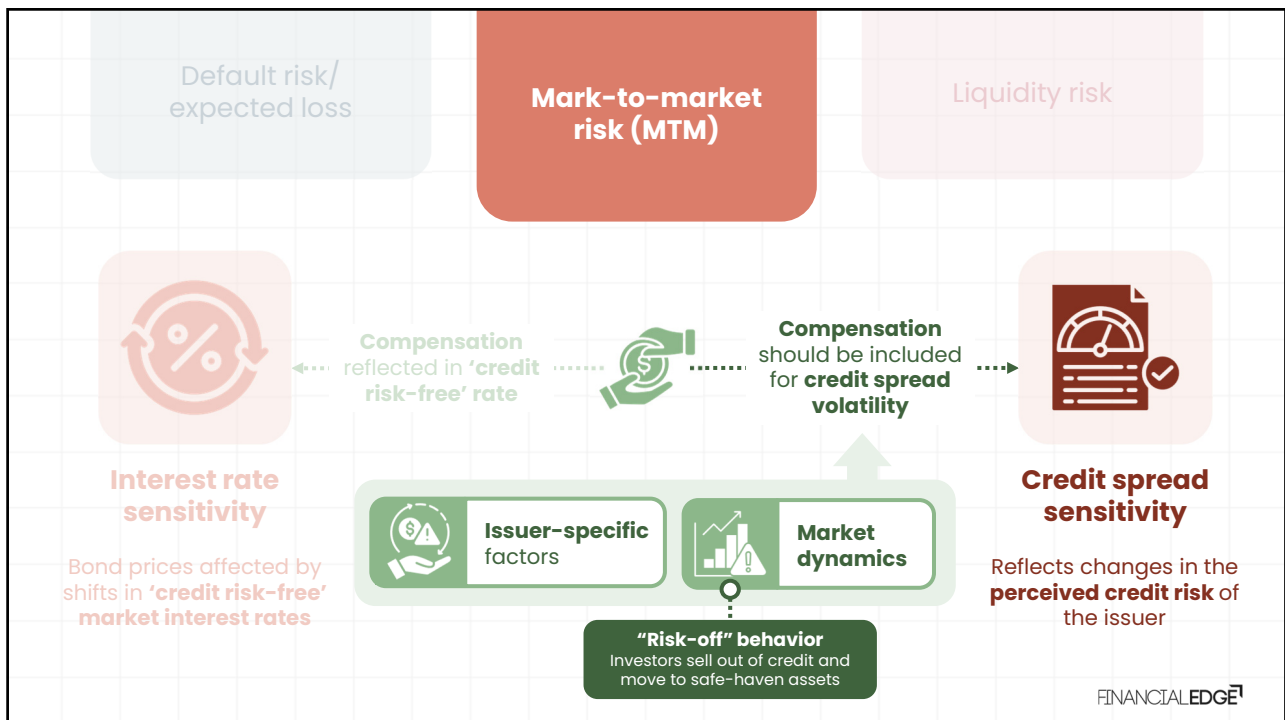 Default risk/
expected loss
Mark-to-market
risk (MTM)
Liquidity risk
Compensation
reflected in ‘credit
risk-free’ rate
Compensation
should be included
for credit spread
volatility
Interest rate
sensitivity
Bond prices affected by
shifts in ‘credit risk-free’
market interest rates
Issuer-specific
factors
Market
dynamics
“Risk-off” behavior
Investors sell out of credit and
move to safe-haven assets
Credit spread
sensitivity
Reflects changes in the
perceived credit risk of
the issuer
FINANCIALEDGE